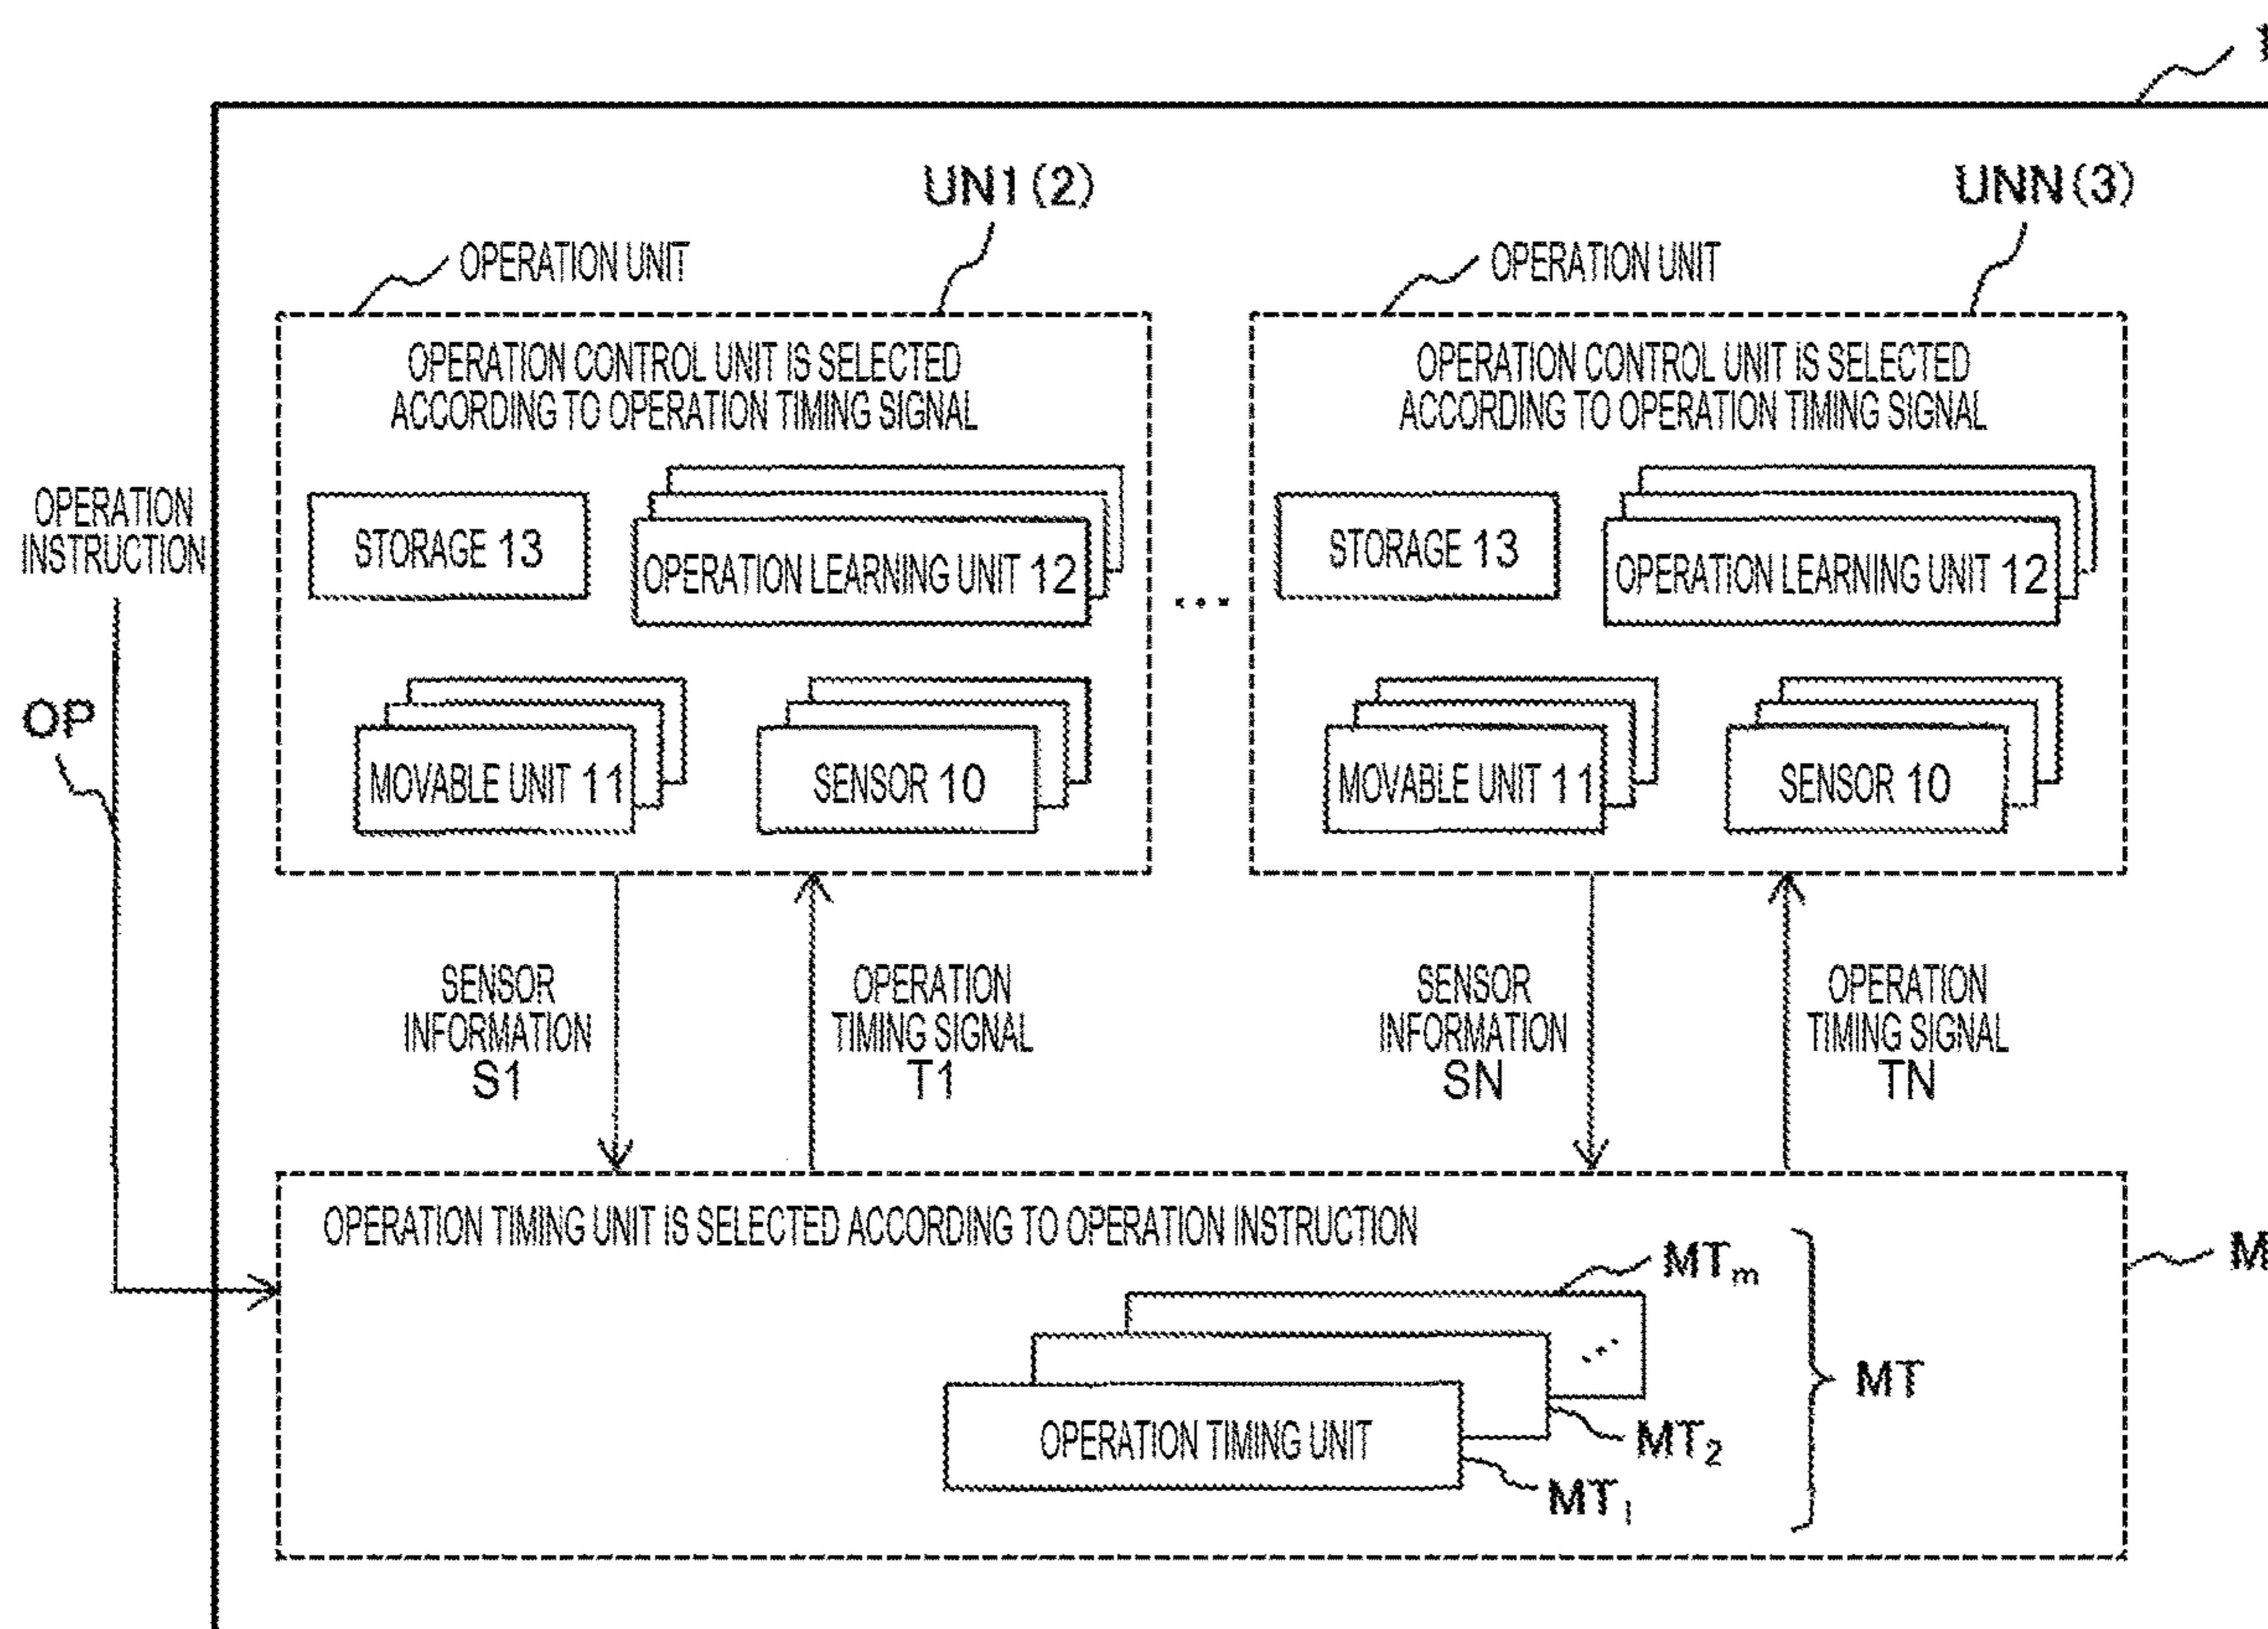 UN1(2)
UNN(3)
OPERATION UNIT
OPERATION UNIT
OPERATION CONTROL UNIT IS SELECTED
ACCORDING TO OPERATION TIMING SIGNAL
OPERATION CONTROL UNIT IS SELECTED
ACCORDING TO OPERATION TIMING SIGNAL
OPERATION
INSTRUCTION
STORAGE 13
OPERATION LEARNING UNIT 12
...
STORAGE 13
OPERATION LEARNING UNIT 12
OP
MOVABLE UNIT 11
SENSOR 10
MOVABLE UNIT 11
SENSOR 10
SENSOR
INFORMATION
S1
OPERATION
TIMING SIGNAL
T1
SENSOR
INFORMATION
SN
OPERATION
TIMING SIGNAL
TN
OPERATION TIMING UNIT IS SELECTED ACCORDING TO OPERATION INSTRUCTION
MTm
M
...
MT
OPERATION TIMING UNIT
MT2
MT1